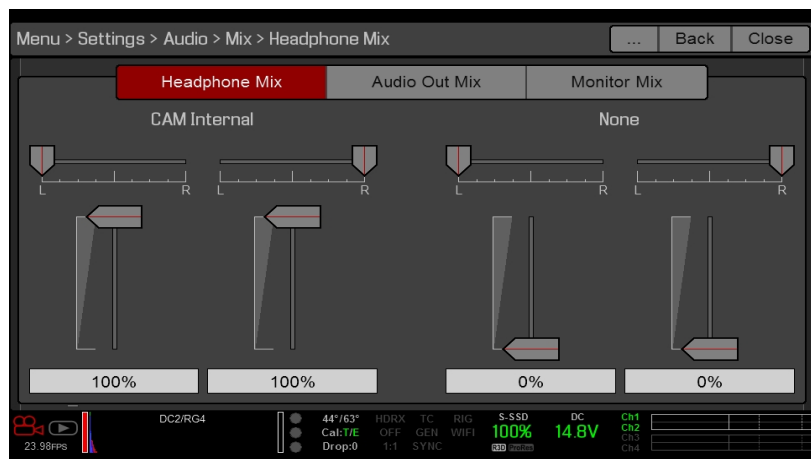 Menu > Settings > Audio > Mix > Headphone Mix ... Back Close
Headphone Mix Audio Out Mix Monitor Mix
CAM Internal None
L R L R L R L R
100% 100% 0% 0%
DC2/RG4 44°/63° HDRX TC RIG S-SSD DC Ch1
Cal:T/E OFF GEN WIFI 100% 14.8V Ch2
23.98FPS Drop:0 1:1 SYNC R3D ProRes Ch3
Ch4